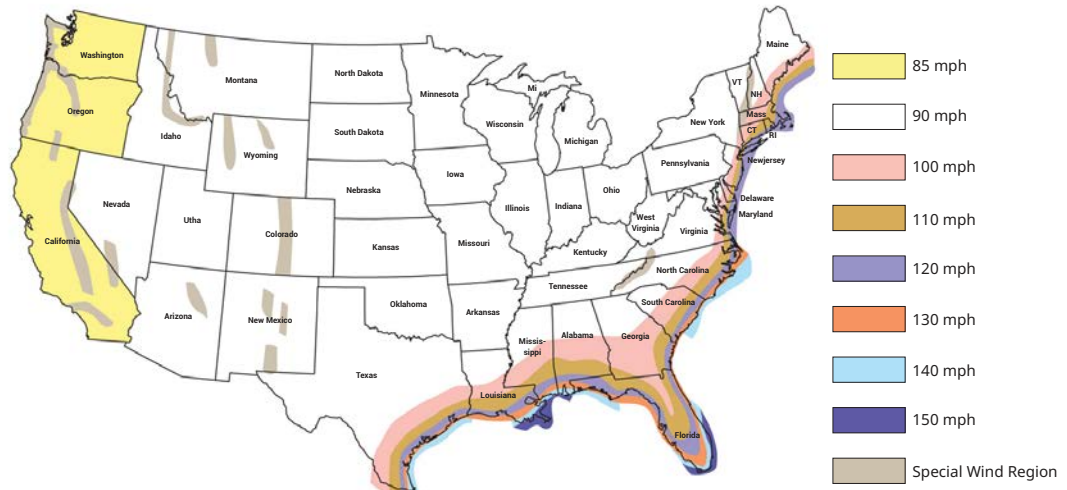 Washington
Oregon
California
Nevada
Idaho
Montana
Wyoming
Utha
Arizona
Colorado
New Mexico
North Dakota
South Dakota
Nebraska
Kansas
Oklahoma
Texas
Minnesota
Iowa
Missouri
Arkansas
Louisiana
Wisconsin
Mi
Michigan
Illinois
Indiana
Ohio
Kentucky
Tennessee
Missis-
sippi
Alabama
Georgia
Florida
South Carolina
North Carolina
Virginia
West
Virginia
Pennsylvania
New York
VT
NH
Maine
Mass
CT
RI
Newjersey
Delaware
Maryland
85 mph
90 mph
100 mph
110 mph
120 mph
130 mph
140 mph
150 mph
Special Wind Region